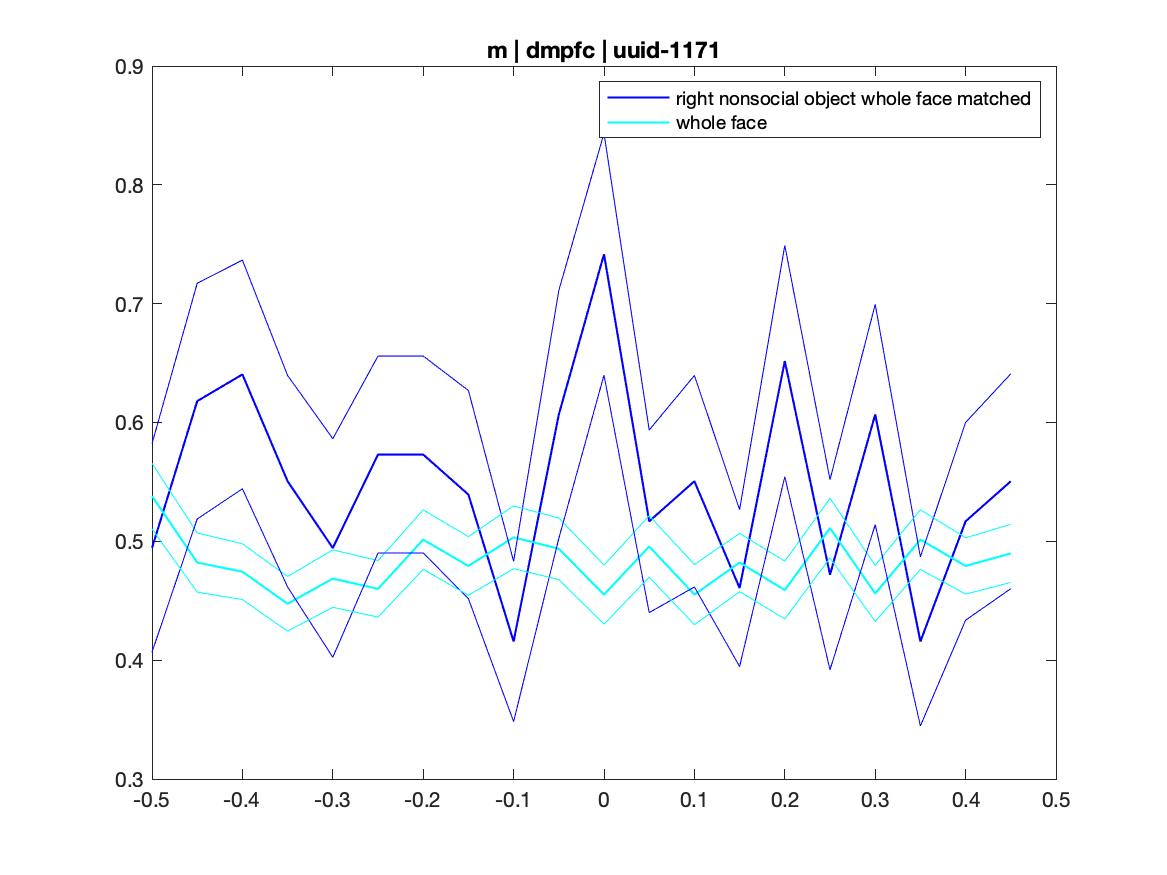 m | dmpfc | uuid-1171
right nonsocial object whole face matched
whole face
0.9
0.8
0.7
0.6
0.5
0.4
0.3
-0.5 -0.4 -0.3 -0.2 -0.1 0 0.1 0.2 0.3 0.4 0.5